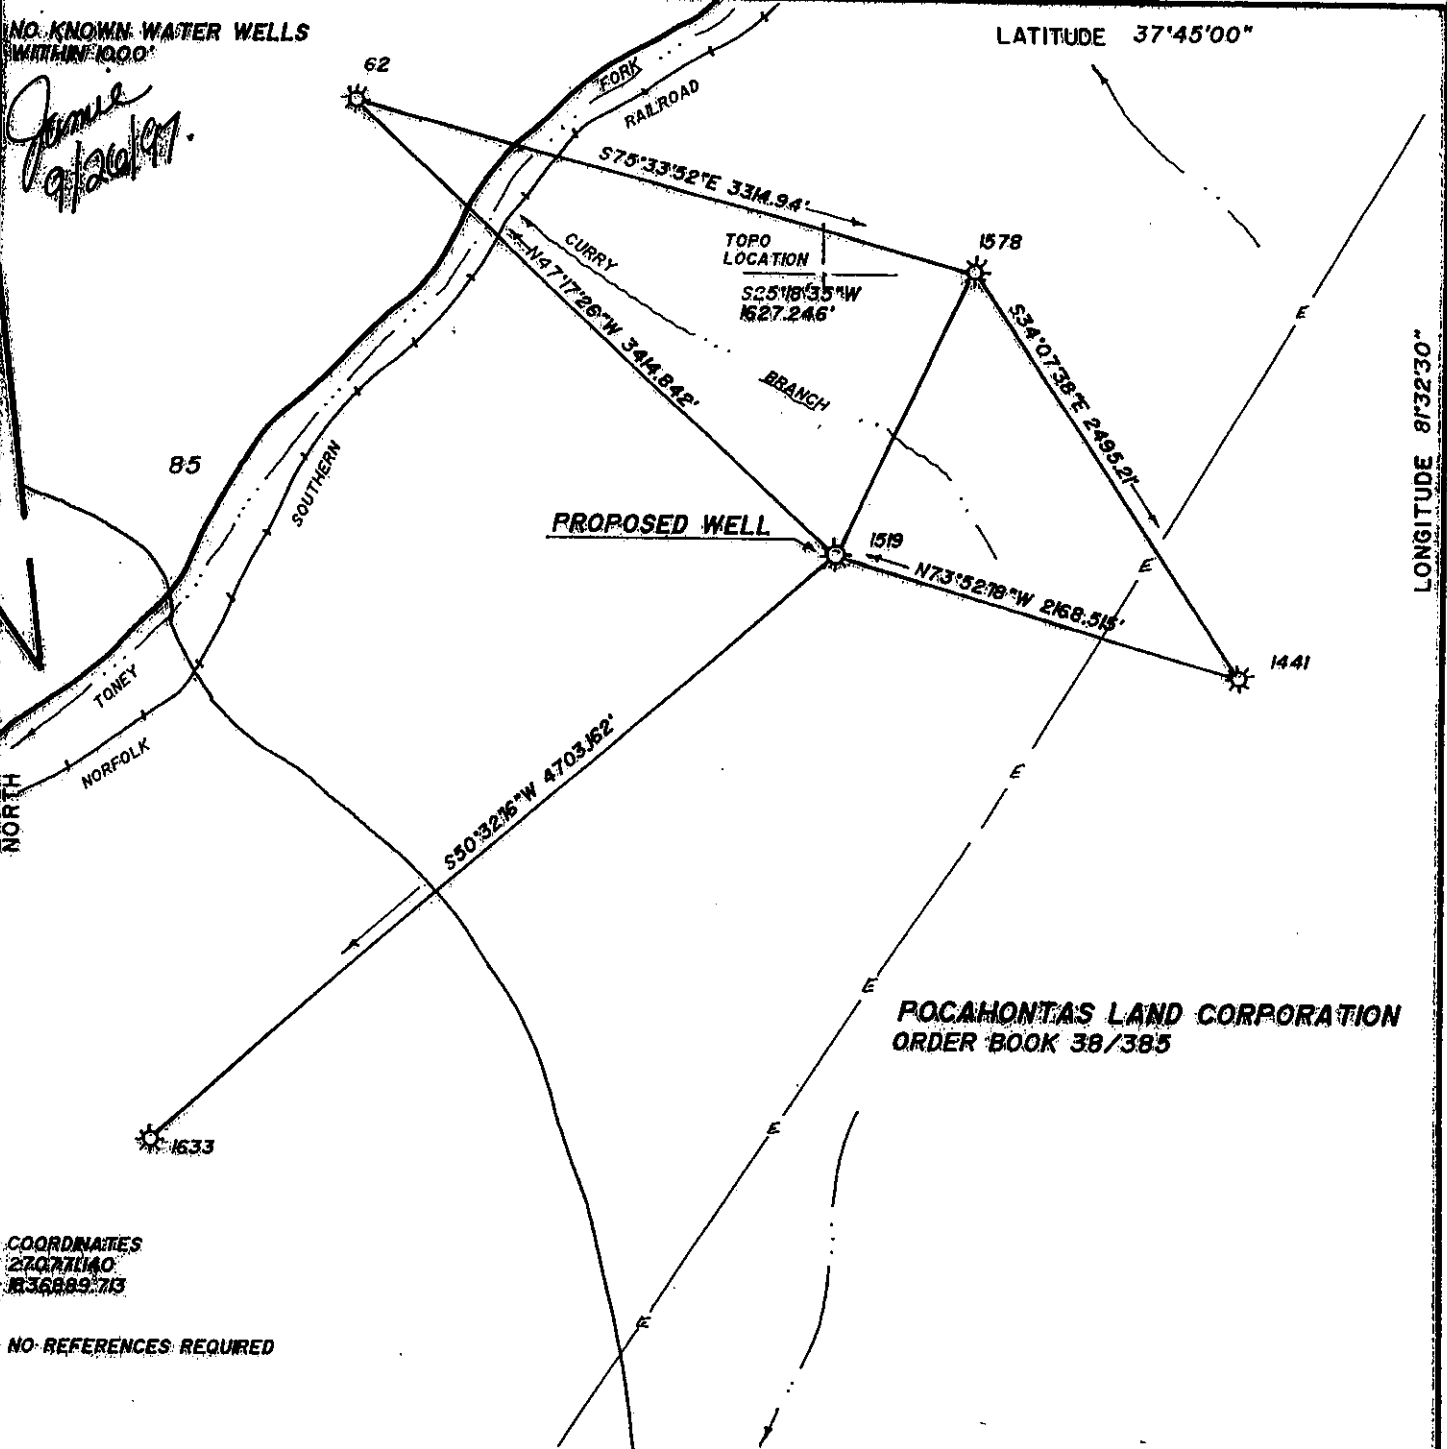 NO KNOWN WATER WELLS
WITHIN 1000'
Jamie
9/26/97.
LATITUDE 37°45'00"
62
FORK
RAILROAD
S75°33'52"E 3314.94'
1578
CURRY
TOPO
LOCATION
S25°18'35"W
1627.246'
N47°17'26"W 3414.842'
S34°07'38"E 2495.21'
E
LONGITUDE 81°32'30"
BRANCH
85
SOUTHERN
PROPOSED WELL
1519
E
N73°52'18"W 2168.515'
1441
TONEY
NORFOLK
NORTH
S50°32'16"W 4703.162'
E
E
POCAHONTAS LAND CORPORATION
ORDER BOOK 38/385
E
1633
COORDINATES
270771.140
1836889.713
E
NO REFERENCES REQUIRED